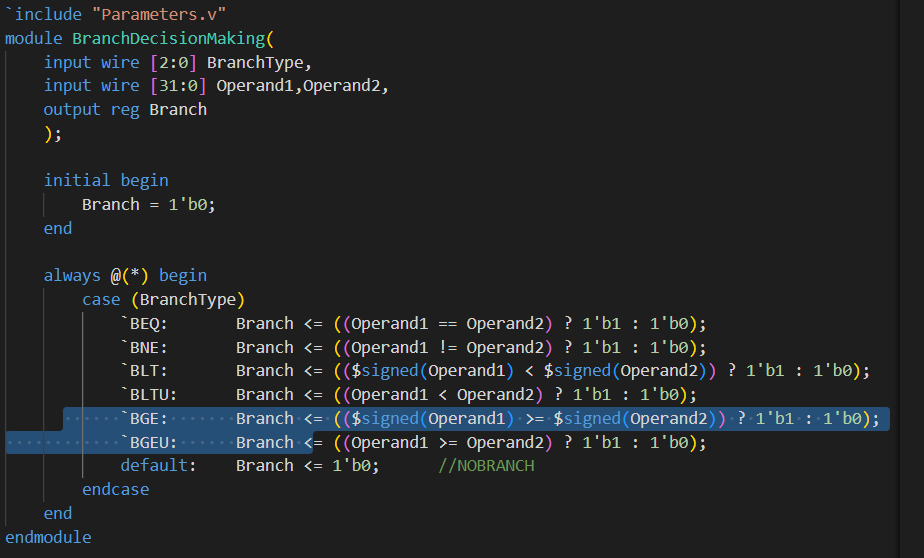 `include "Parameters.v"
module BranchDecisionMaking(
    input wire [2:0] BranchType,
    input wire [31:0] Operand1,Operand2,
    output reg Branch
    );

    initial begin
        Branch = 1'b0;
    end

    always @(*) begin
        case (BranchType)
            `BEQ:       Branch <= ((Operand1 == Operand2) ? 1'b1 : 1'b0);
            `BNE:       Branch <= ((Operand1 != Operand2) ? 1'b1 : 1'b0);
            `BLT:       Branch <= (($signed(Operand1) < $signed(Operand2)) ? 1'b1 : 1'b0);
            `BLTU:      Branch <= ((Operand1 < Operand2) ? 1'b1 : 1'b0);
            `BGE:       Branch <= (($signed(Operand1) >= $signed(Operand2)) ? 1'b1 : 1'b0);
            `BGEU:      Branch <= ((Operand1 >= Operand2) ? 1'b1 : 1'b0);
            default:    Branch <= 1'b0;      //NOBRANCH
        endcase
    end
endmodule